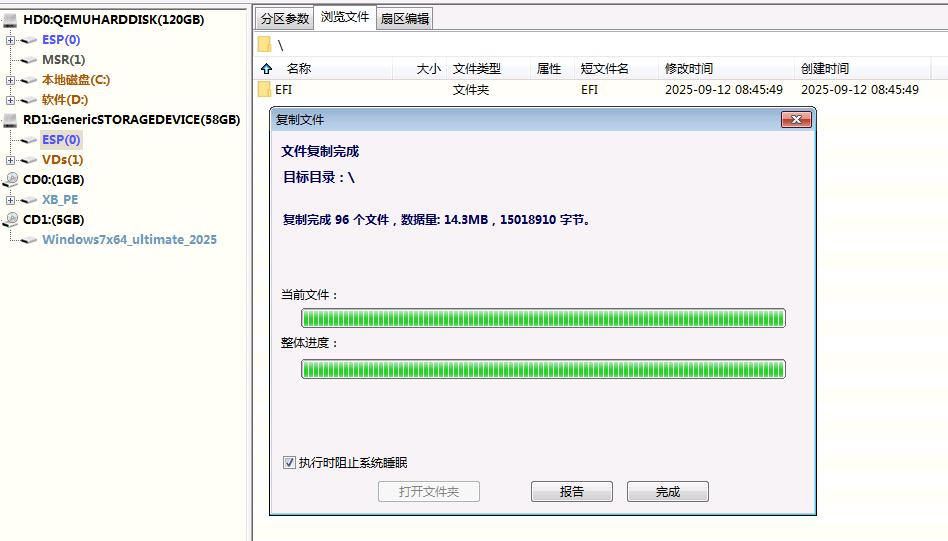 HD0:QEMUHARDDISK(120GB)
ESP(0)
MSR(1)
本地磁盘(C:)
软件(D:)
RD1:GenericSTORAGEDEVICE(58GB)
ESP(0)
VDs(1)
CD0:(1GB)
XB_PE
CD1:(5GB)
Windows7x64_ultimate_2025
分区参数 浏览文件 扇区编辑
\
名称 大小 文件类型 属性 短文件名 修改时间 创建时间
EFI 文件夹 EFI 2025-09-12 08:45:49 2025-09-12 08:45:49
复制文件
文件复制完成
目标目录：\
复制完成 96 个文件，数据量: 14.3MB，15018910 字节。
当前文件：
整体进度：
执行时阻止系统睡眠
打开文件夹 报告 完成